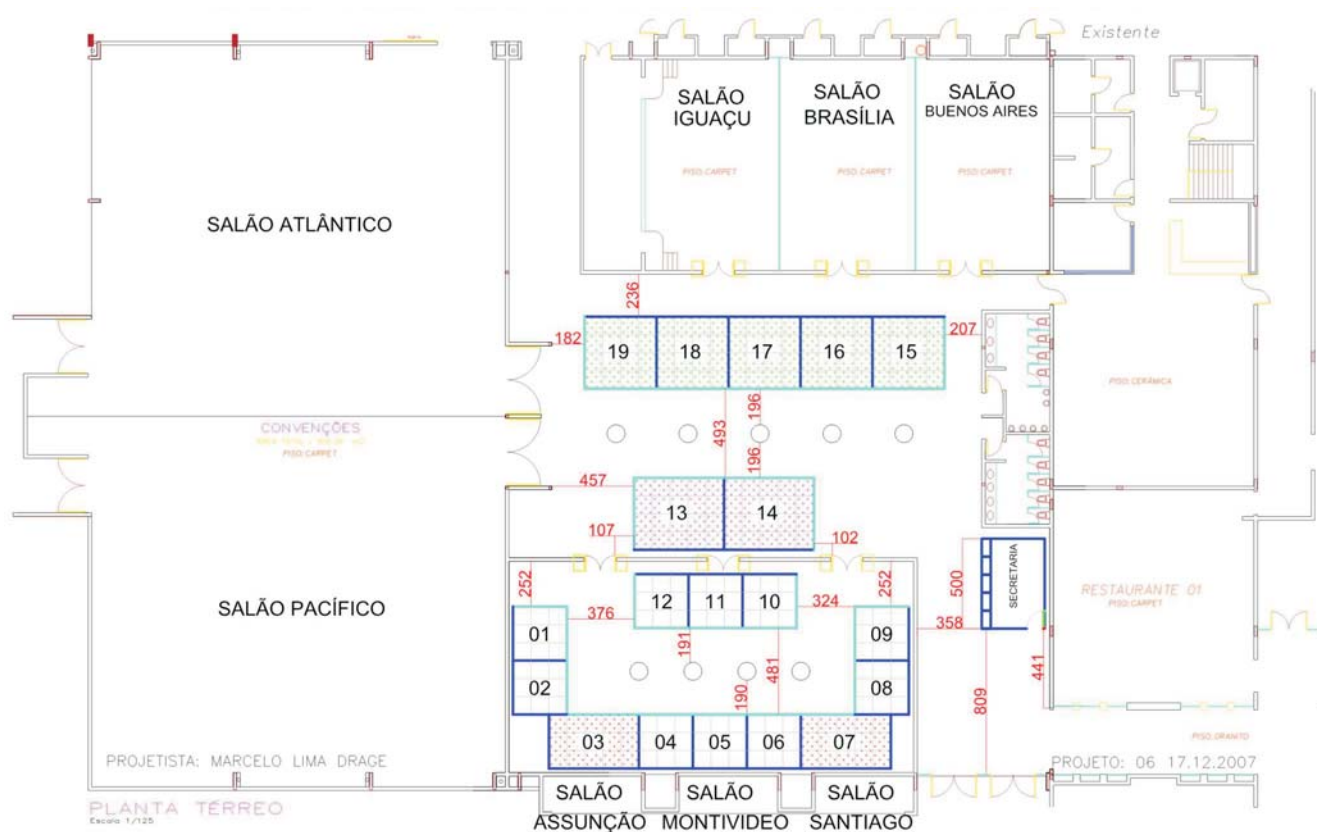 Existente
SALÃO
IGUAÇU
SALÃO
BRASÍLIA
SALÃO
BUENOS AIRES
PISO: CARPET
PISO: CARPET
PISO: CARPET
SALÃO ATLÂNTICO
236
182
207
19
18
17
16
15
PISO: CERÂMICA
CONVENÇÕES
PISO: CARPET
196
493
196
457
13
14
107
102
252
252
500
SECRETARIA
RESTAURANTE 01
PISO: CARPET
SALÃO PACÍFICO
12
11
10
376
324
358
01
09
191
481
190
02
08
809
441
03
04
05
06
07
PISO: GRANITO
PROJETISTA: MARCELO LIMA DRAGE
PROJETO: 06 17.12.2007
PLANTA TÉRREO
Escala 1/125
SALÃO
ASSUNÇÃO
SALÃO
MONTIVIDEO
SALÃO
SANTIAGO